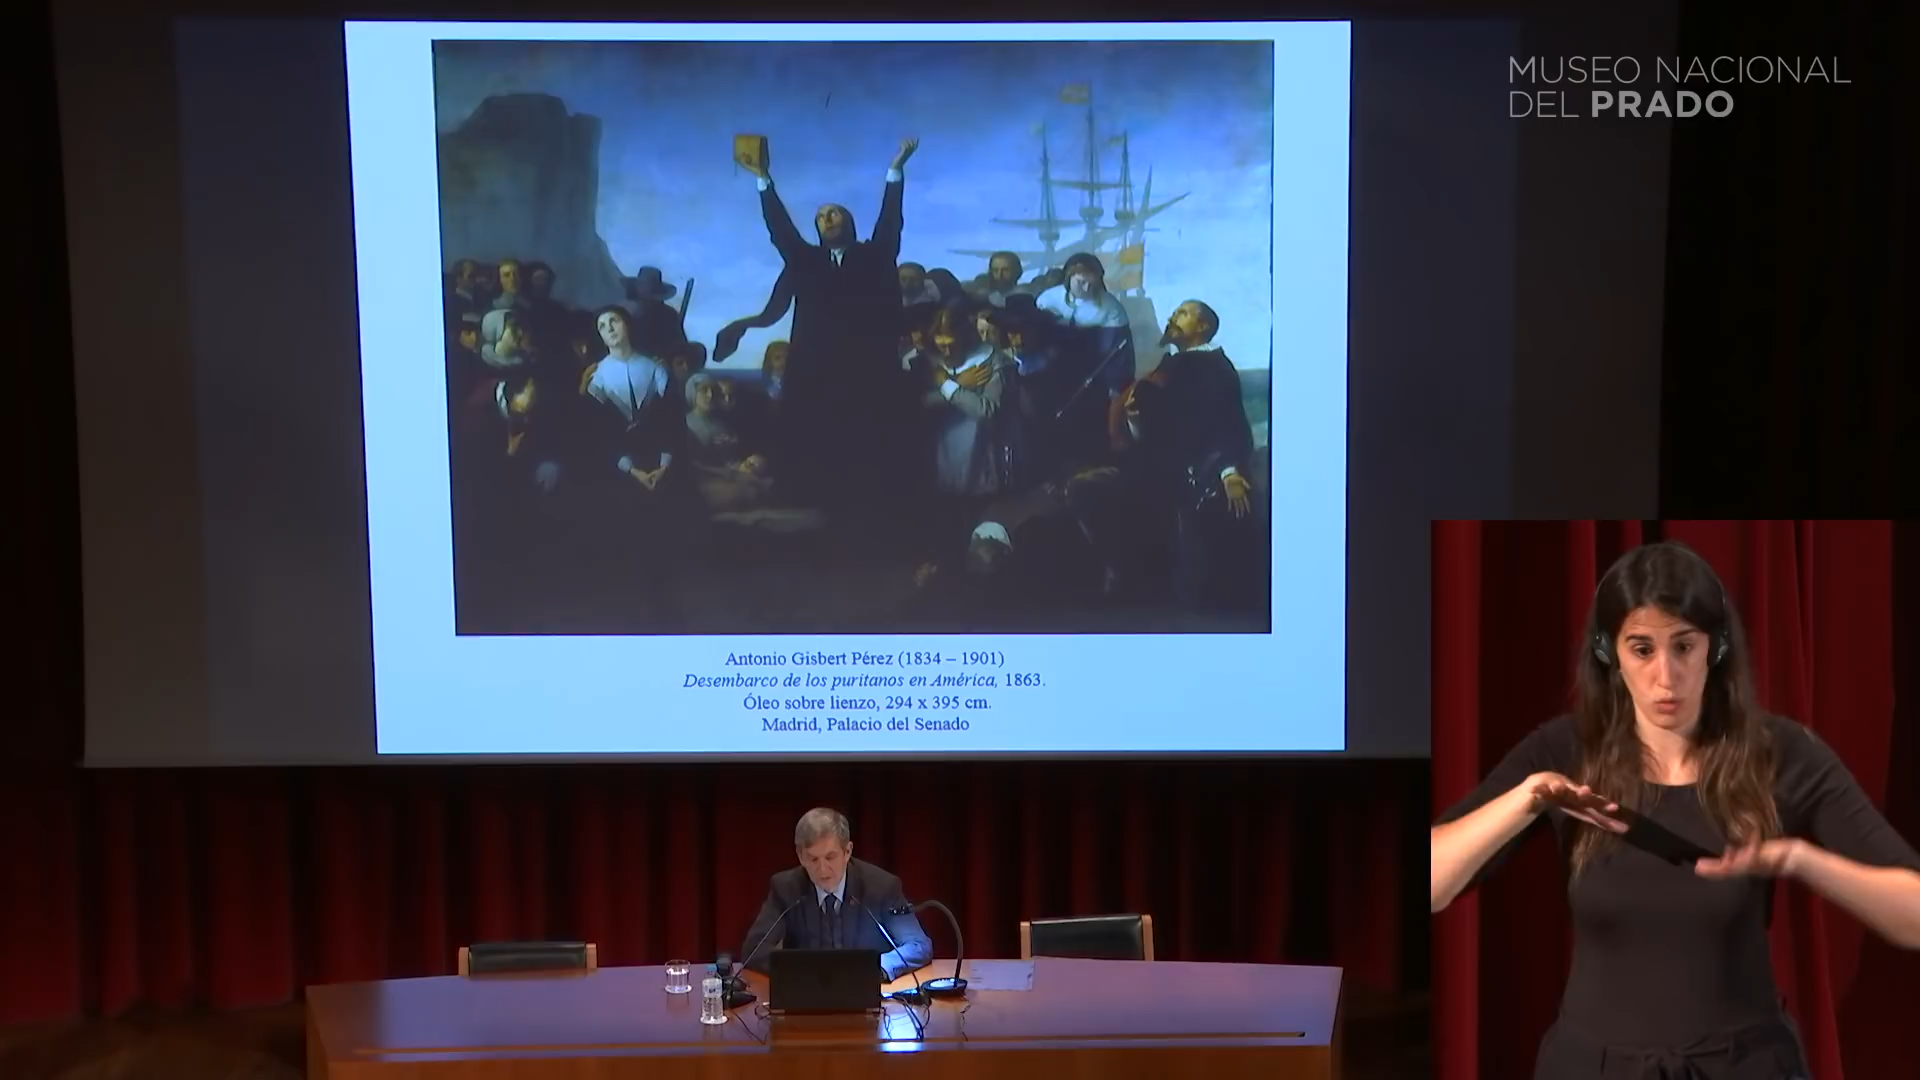 MUSEO NACIONAL
DEL PRADO
Antonio Gisbert Pérez (1834 – 1901)
Desembarco de los puritanos en América, 1863.
Óleo sobre lienzo, 294 x 395 cm.
Madrid, Palacio del Senado